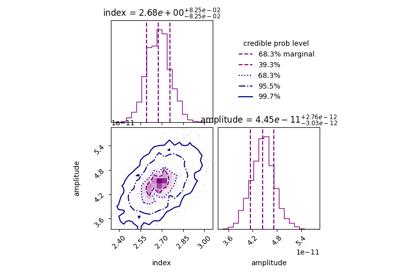 index = 2.68e + 00+8.25e−02−8.25e−02
credible prob level
68.3% marginal
39.3%
68.3%
95.5%
99.7%
1e−11
amplitude = 4.45e − 11+2.76e−12−3.03e−12
amplitude
5.4
4.8
4.2
3.6
2.40
2.55
2.70
2.85
3.00
index
3.6
4.2
4.8
5.4
1e−11
amplitude